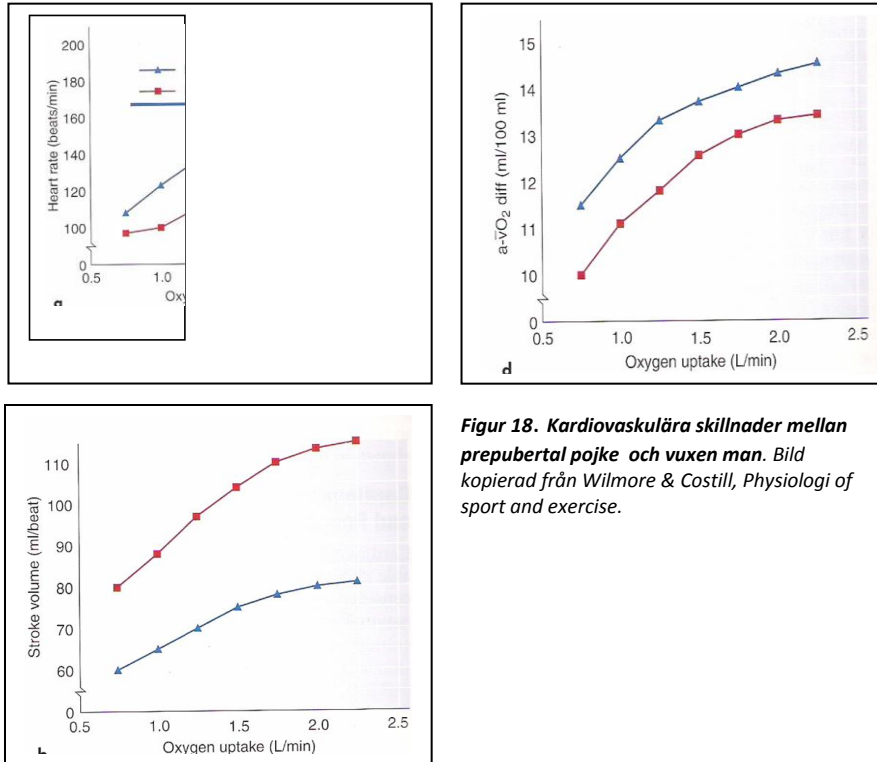 200
180
160
140
120
100
0
Heart rate (beats/min)
0.5 1.0
15
14
13
12
11
10
0
a-v̄O₂ diff (ml/100 ml)
0.5 1.0 1.5 2.0 2.5
Oxygen uptake (L/min)
d
110
100
90
80
70
60
0
Stroke volume (ml/beat)
0.5 1.0 1.5 2.0 2.5
Oxygen uptake (L/min)
Figur 18. Kardiovaskulära skillnader mellan
prepubertal pojke och vuxen man. Bild
kopierad från Wilmore & Costill, Physiologi of
sport and exercise.